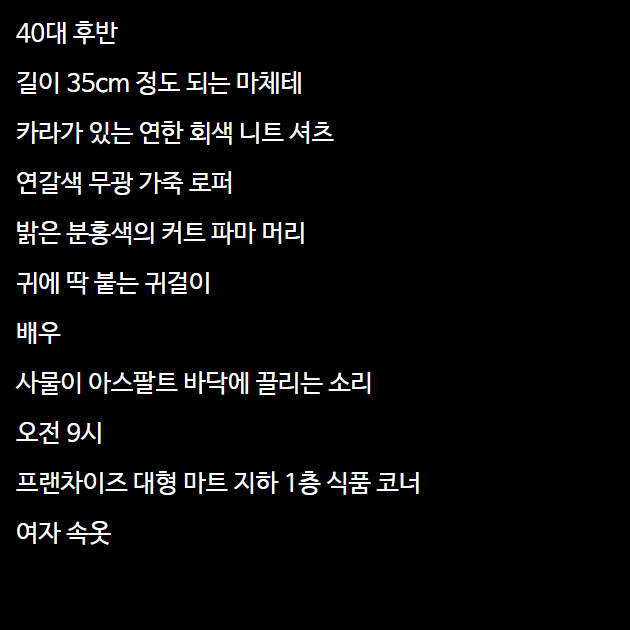 40대 후반
길이 35cm 정도 되는 마체테
카라가 있는 연한 회색 니트 셔츠
연갈색 무광 가죽 로퍼
밝은 분홍색의 커트 파마 머리
귀에 딱 붙는 귀걸이
배우
사물이 아스팔트 바닥에 끌리는 소리
오전 9시
프랜차이즈 대형 마트 지하 1층 식품 코너
여자 속옷